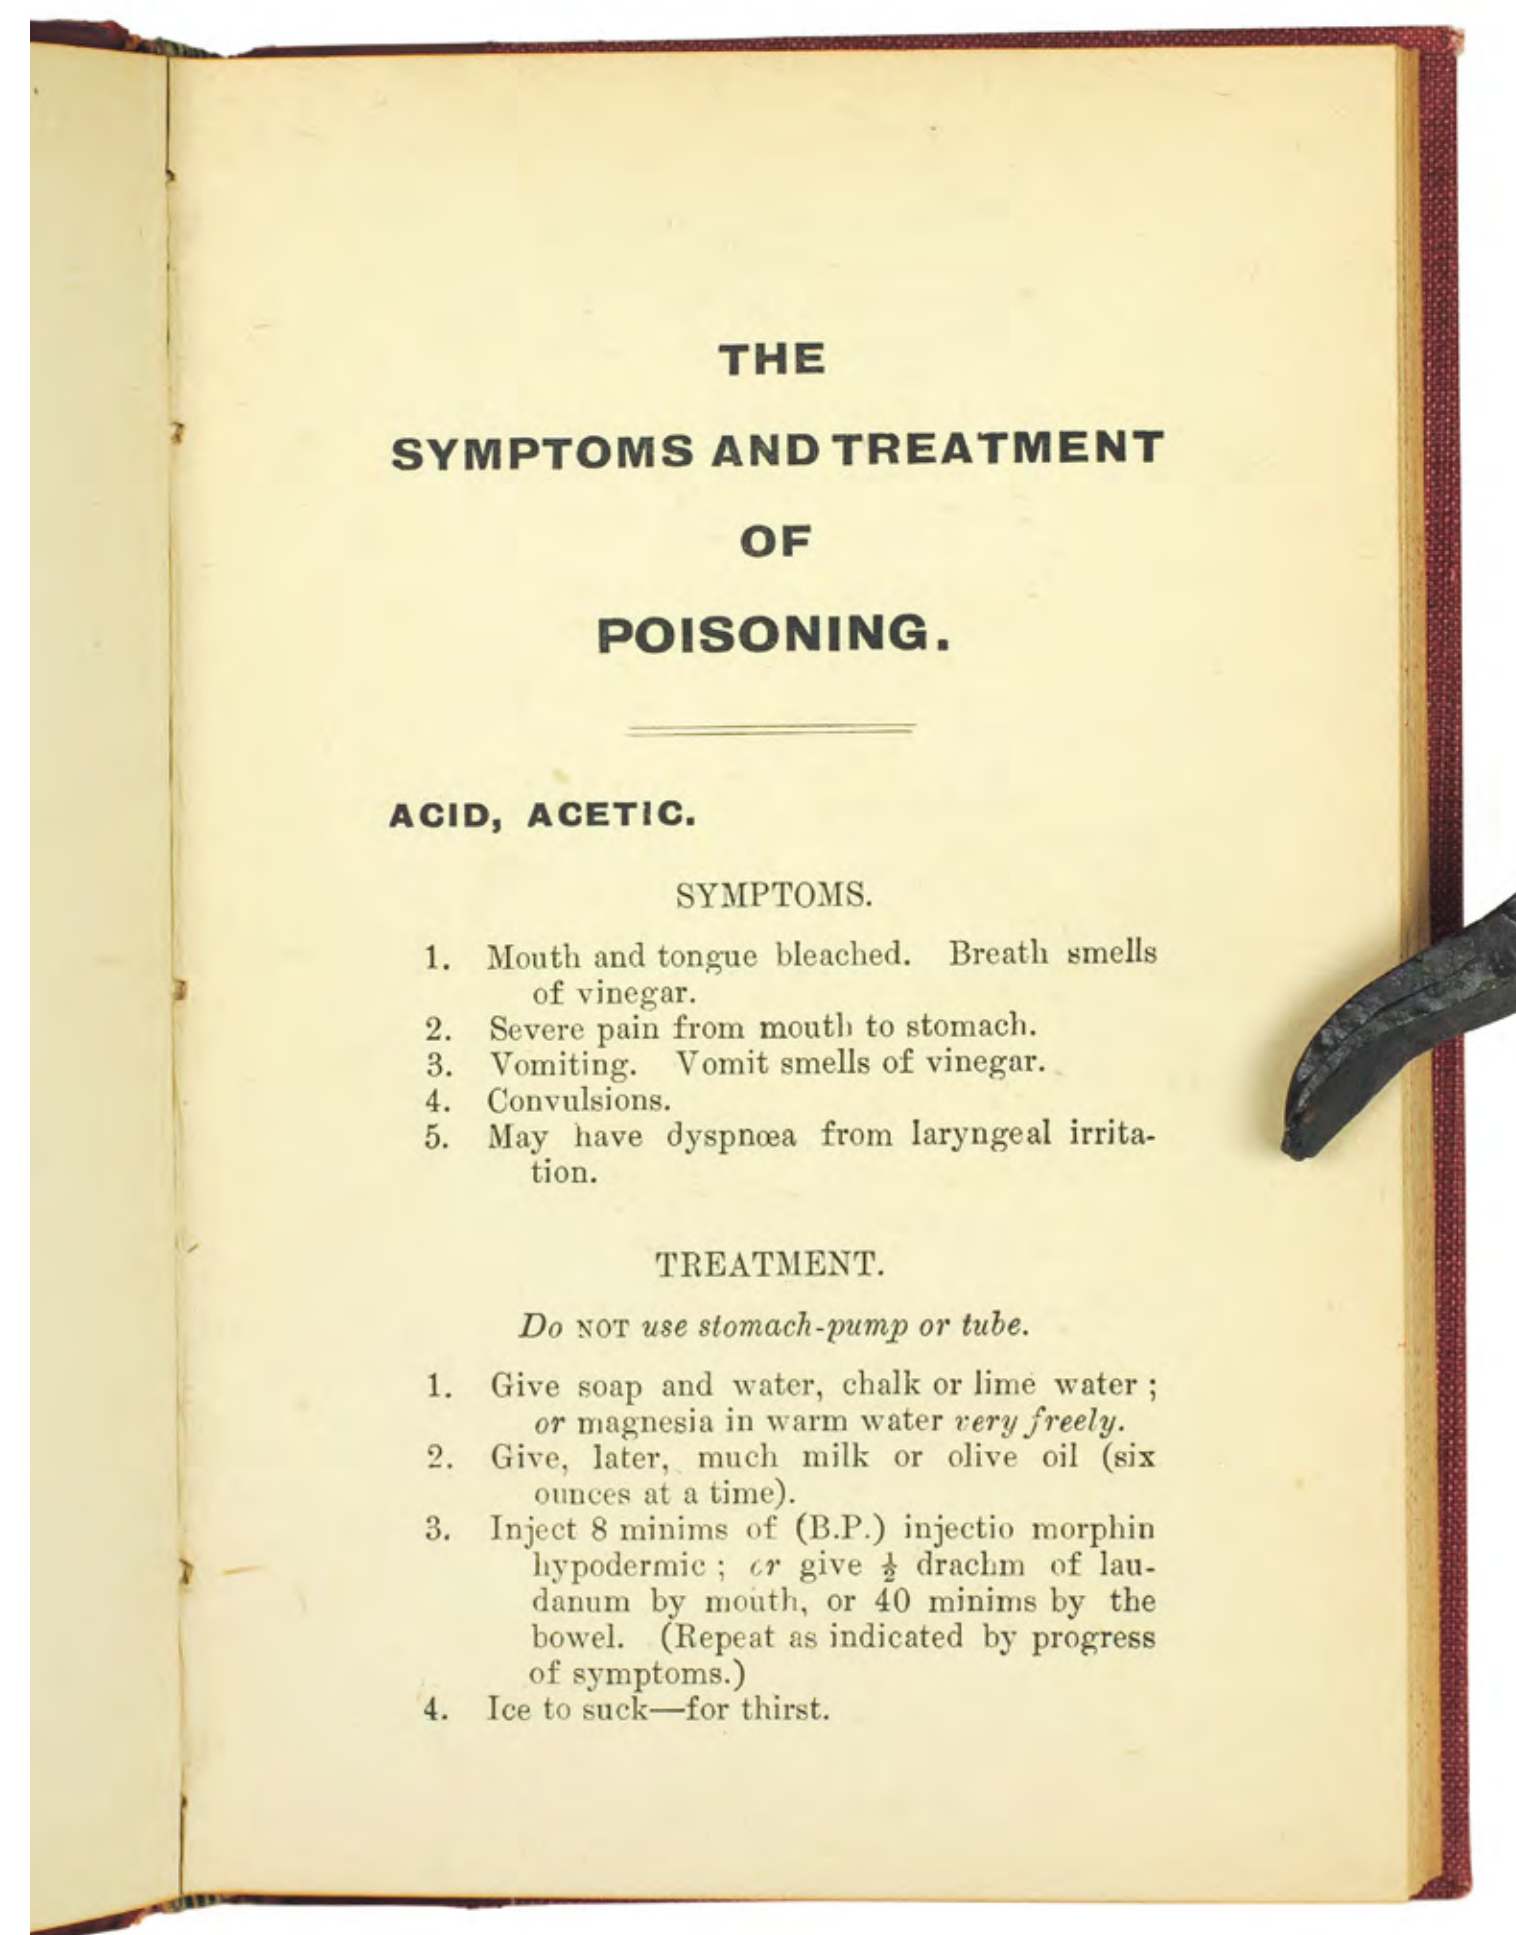 THE
SYMPTOMS AND TREATMENT
OF
POISONING.
ACID, ACETIC.
SYMPTOMS.
1. Mouth and tongue bleached. Breath smells
of vinegar.
2. Severe pain from mouth to stomach.
3. Vomiting. Vomit smells of vinegar.
4. Convulsions.
5. May have dyspnœa from laryngeal irrita-
tion.
TREATMENT.
Do NOT use stomach-pump or tube.
1. Give soap and water, chalk or lime water ;
or magnesia in warm water very freely.
2. Give, later, much milk or olive oil (six
ounces at a time).
3. Inject 8 minims of (B.P.) injectio morphin
hypodermic ; or give ½ drachm of lau-
danum by mouth, or 40 minims by the
bowel. (Repeat as indicated by progress
of symptoms.)
4. Ice to suck—for thirst.